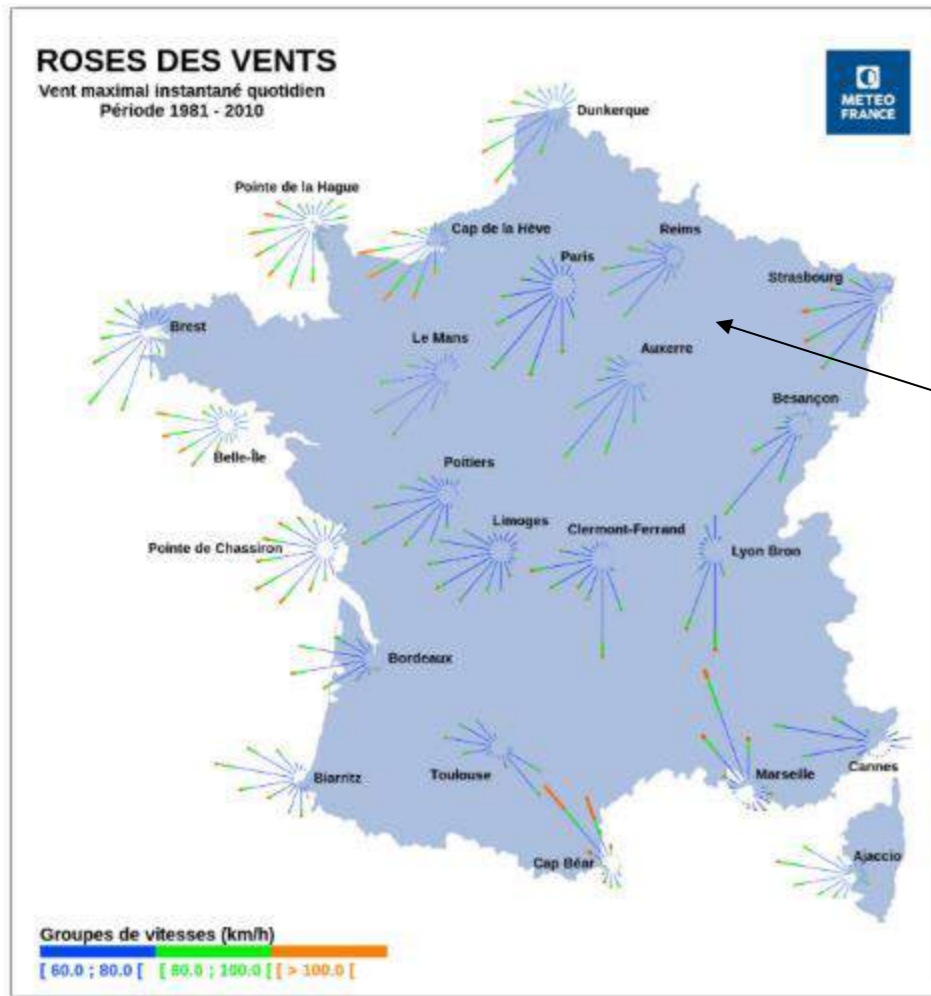 ROSES DES VENTS
Vent maximal instantané quotidien
Période 1981 - 2010
METEO
FRANCE
Dunkerque
Pointe de la Hague
Cap de la Hève
Reims
Paris
Strasbourg
Brest
Le Mans
Auxerre
Besançon
Belle-Île
Poitiers
Limoges
Clermont-Ferrand
Pointe de Chassiron
Lyon Bron
Bordeaux
Biarritz
Toulouse
Marseille
Cannes
Cap Béar
Ajaccio
Groupes de vitesses (km/h)
[ 60.0 ; 80.0 [ [ 80.0 ; 100.0 [ [ > 100.0 [